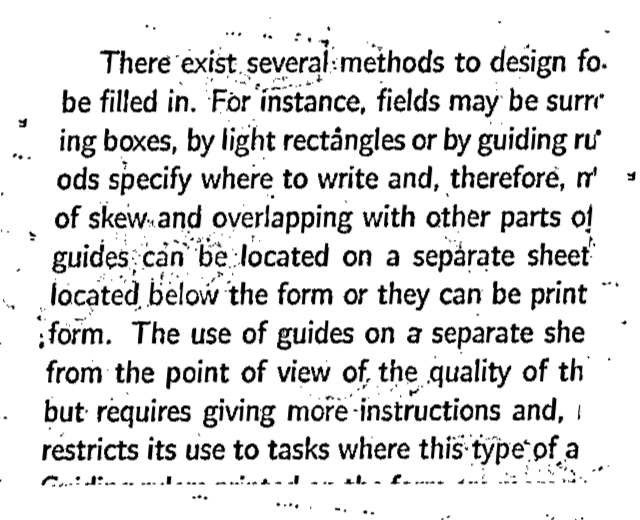 There exist several methods to design fo
be filled in. For instance, fields may be surr
ing boxes, by light rectangles or by guiding ru
ods specify where to write and, therefore,
of skew and overlapping with other parts of
guides can be located on a separate sheet
located below the form or they can be print
form. The use of guides on a separate she
from the point of view of the quality of th
but requires giving more instructions and,
restricts its use to tasks where this type of a